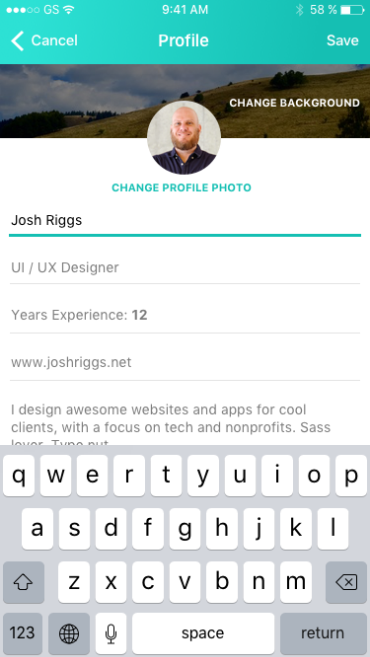 GS 9:41 AM 58 %
Cancel Profile Save
CHANGE BACKGROUND
CHANGE PROFILE PHOTO
Josh Riggs
UI / UX Designer
Years Experience: 12
www.joshriggs.net
I design awesome websites and apps for cool
clients, with a focus on tech and nonprofits. Sass
lover. Type nut.
q w e r t y u i o p
a s d f g h j k l
z x c v b n m
123 space return